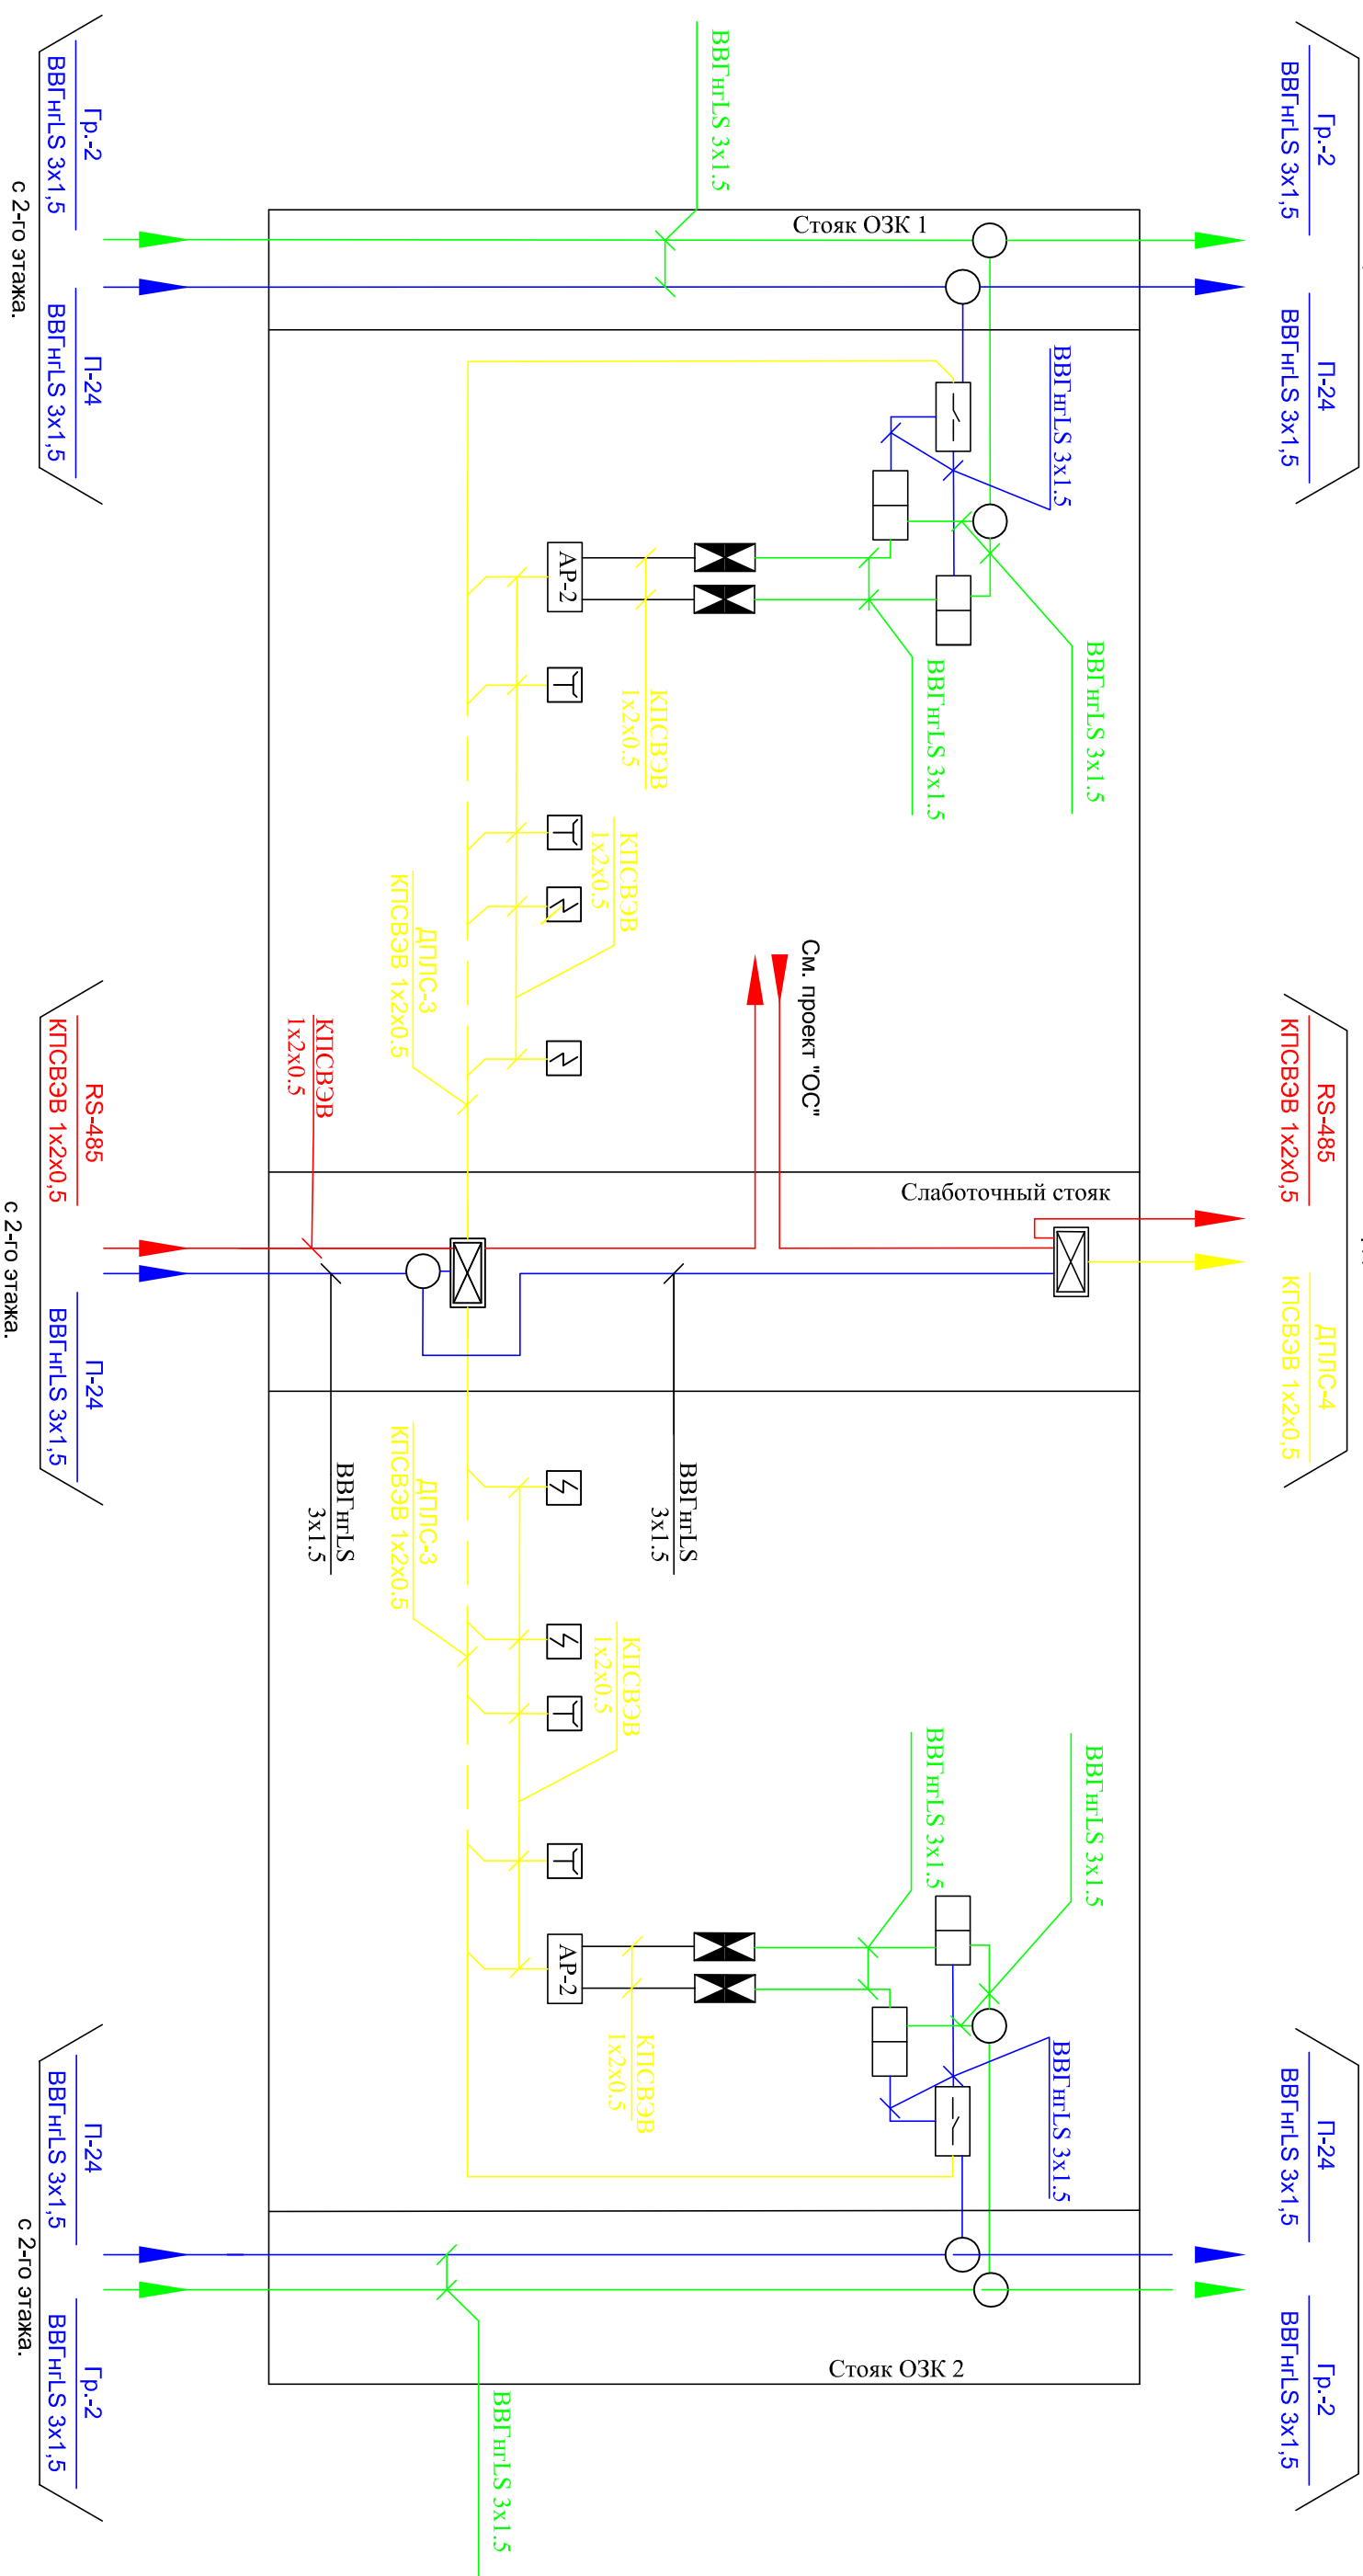 Гр.-2
ВВГнгLS 3х1,5
П-24
ВВГнгLS 3х1,5
RS-485
КПСВЭВ 1х2х0,5
ДПЛС-4
КПСВЭВ 1х2х0,5
П-24
ВВГнгLS 3х1,5
Гр.-2
ВВГнгLS 3х1,5
Стояк ОЗК 1
ВВГнгLS 3х1.5
ВВГнгLS 3х1.5
ВВГнгLS 3х1.5
ВВГнгLS 3х1.5
АР-2
КПСВЭВ
1х2х0.5
КПСВЭВ
1х2х0.5
ДПЛС-3
КПСВЭВ 1х2х0.5
См. проект "ОС"
Слаботочный стояк
КПСВЭВ
1х2х0.5
ВВГнгLS
3х1.5
ВВГнгLS
3х1.5
ДПЛС-3
КПСВЭВ 1х2х0.5
КПСВЭВ
1х2х0.5
ВВГнгLS 3х1.5
ВВГнгLS 3х1.5
АР-2
КПСВЭВ
1х2х0.5
ВВГнгLS 3х1.5
Стояк ОЗК 2
ВВГнгLS 3х1.5
Гр.-2
ВВГнгLS 3х1,5
П-24
ВВГнгLS 3х1,5
с 2-го этажа.
RS-485
КПСВЭВ 1х2х0,5
П-24
ВВГнгLS 3х1,5
с 2-го этажа.
П-24
ВВГнгLS 3х1,5
Гр.-2
ВВГнгLS 3х1,5
с 2-го этажа.